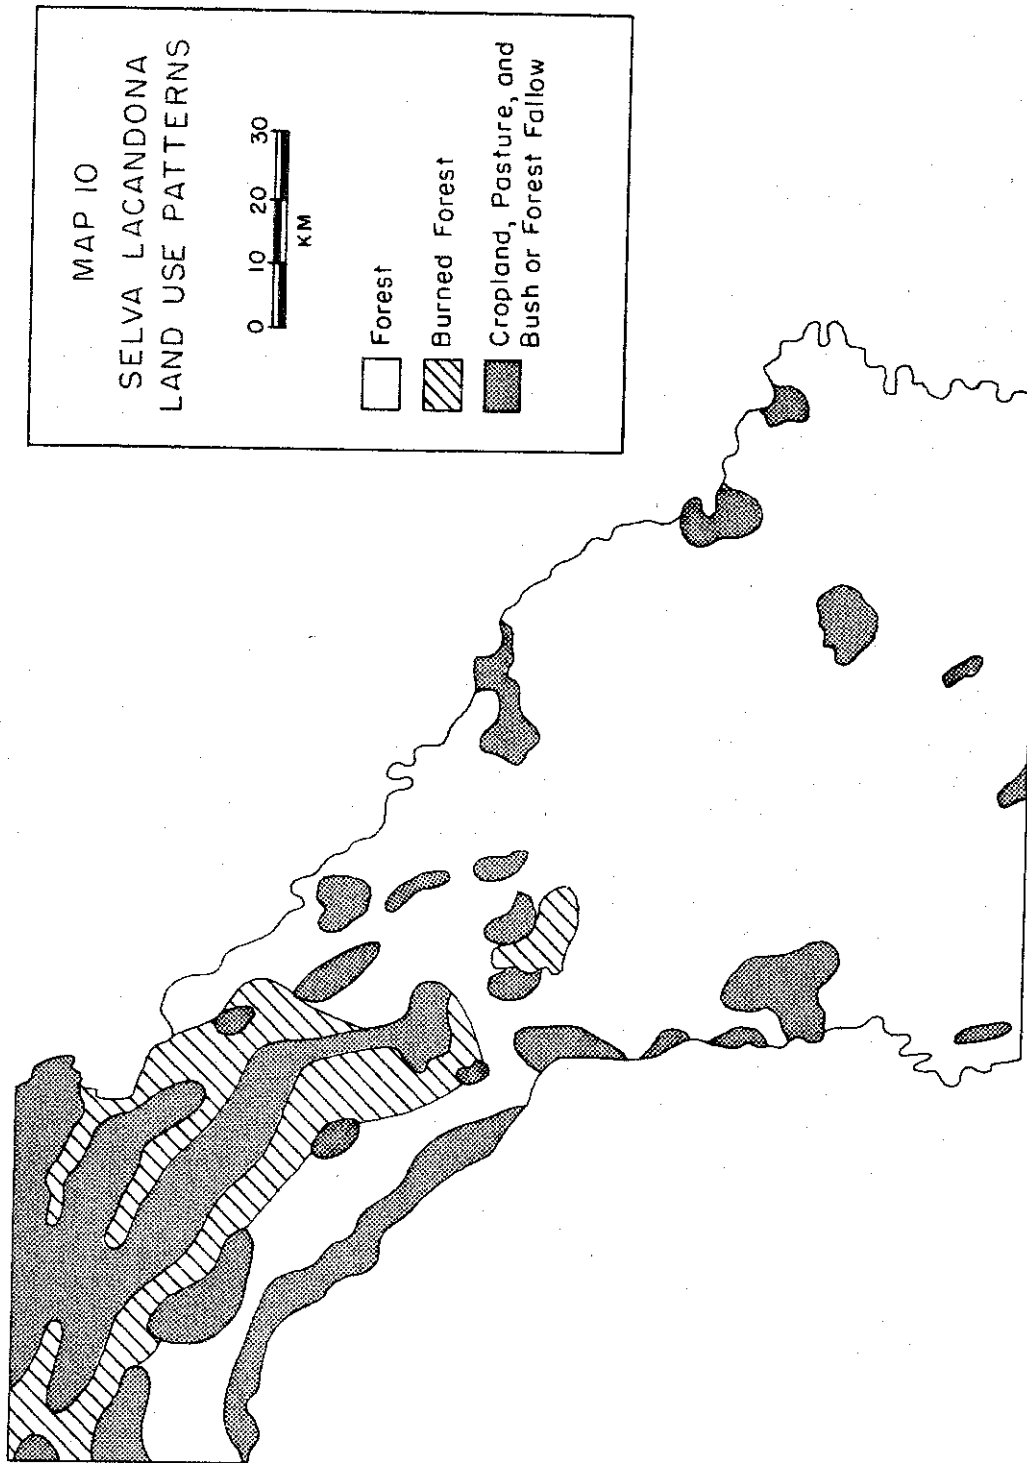 MAP 10
SELVA LACANDONA
LAND USE PATTERNS
0 10 20 30
KM
Forest
Burned Forest
Cropland, Pasture, and
Bush or Forest Fallow